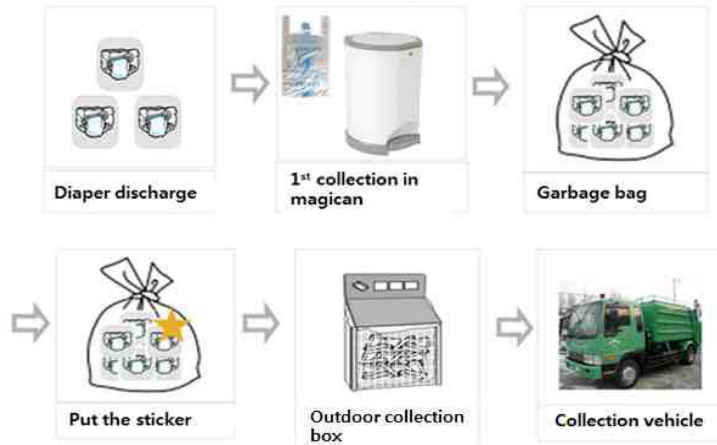 Diaper discharge
1st collection in
magican
Garbage bag
Put the sticker
Outdoor collection
box
Collection vehicle